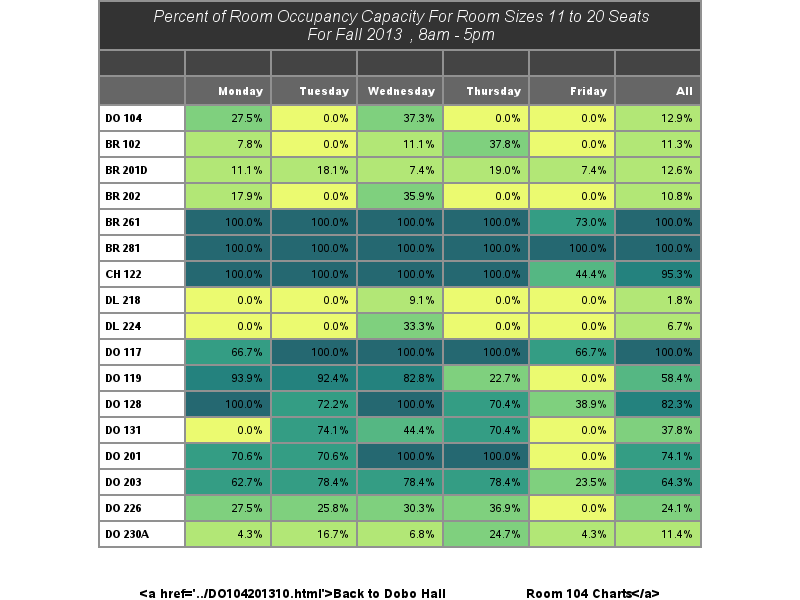 Percent of Room Occupancy Capacity For Room Sizes 11 to 20 Seats
For Fall 2013 , 8am - 5pm
Monday Tuesday Wednesday Thursday Friday All
DO 104 27.5% 0.0% 37.3% 0.0% 0.0% 12.9%
BR 102 7.8% 0.0% 11.1% 37.8% 0.0% 11.3%
BR 201D 11.1% 18.1% 7.4% 19.0% 7.4% 12.6%
BR 202 17.9% 0.0% 35.9% 0.0% 0.0% 10.8%
BR 261 100.0% 100.0% 100.0% 100.0% 73.0% 100.0%
BR 281 100.0% 100.0% 100.0% 100.0% 100.0% 100.0%
CH 122 100.0% 100.0% 100.0% 100.0% 44.4% 95.3%
DL 218 0.0% 0.0% 9.1% 0.0% 0.0% 1.8%
DL 224 0.0% 0.0% 33.3% 0.0% 0.0% 6.7%
DO 117 66.7% 100.0% 100.0% 100.0% 66.7% 100.0%
DO 119 93.9% 92.4% 82.8% 22.7% 0.0% 58.4%
DO 128 100.0% 72.2% 100.0% 70.4% 38.9% 82.3%
DO 131 0.0% 74.1% 44.4% 70.4% 0.0% 37.8%
DO 201 70.6% 70.6% 100.0% 100.0% 0.0% 74.1%
DO 203 62.7% 78.4% 78.4% 78.4% 23.5% 64.3%
DO 226 27.5% 25.8% 30.3% 36.9% 0.0% 24.1%
DO 230A 4.3% 16.7% 6.8% 24.7% 4.3% 11.4%
<a href='../DO104201310.html'>Back to Dobo Hall Room 104 Charts</a>